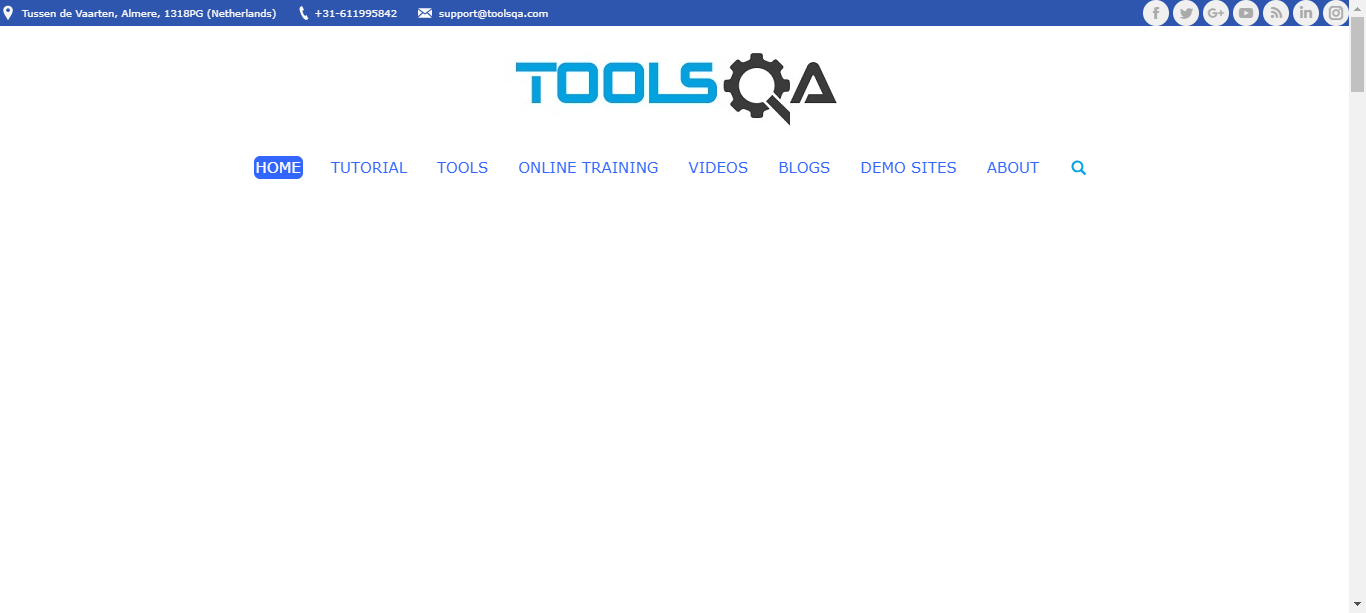 Tussen de Vaarten, Almere, 1318PG (Netherlands) +31-611995842 support@toolsqa.com
TOOLSQA
HOME TUTORIAL TOOLS ONLINE TRAINING VIDEOS BLOGS DEMO SITES ABOUT